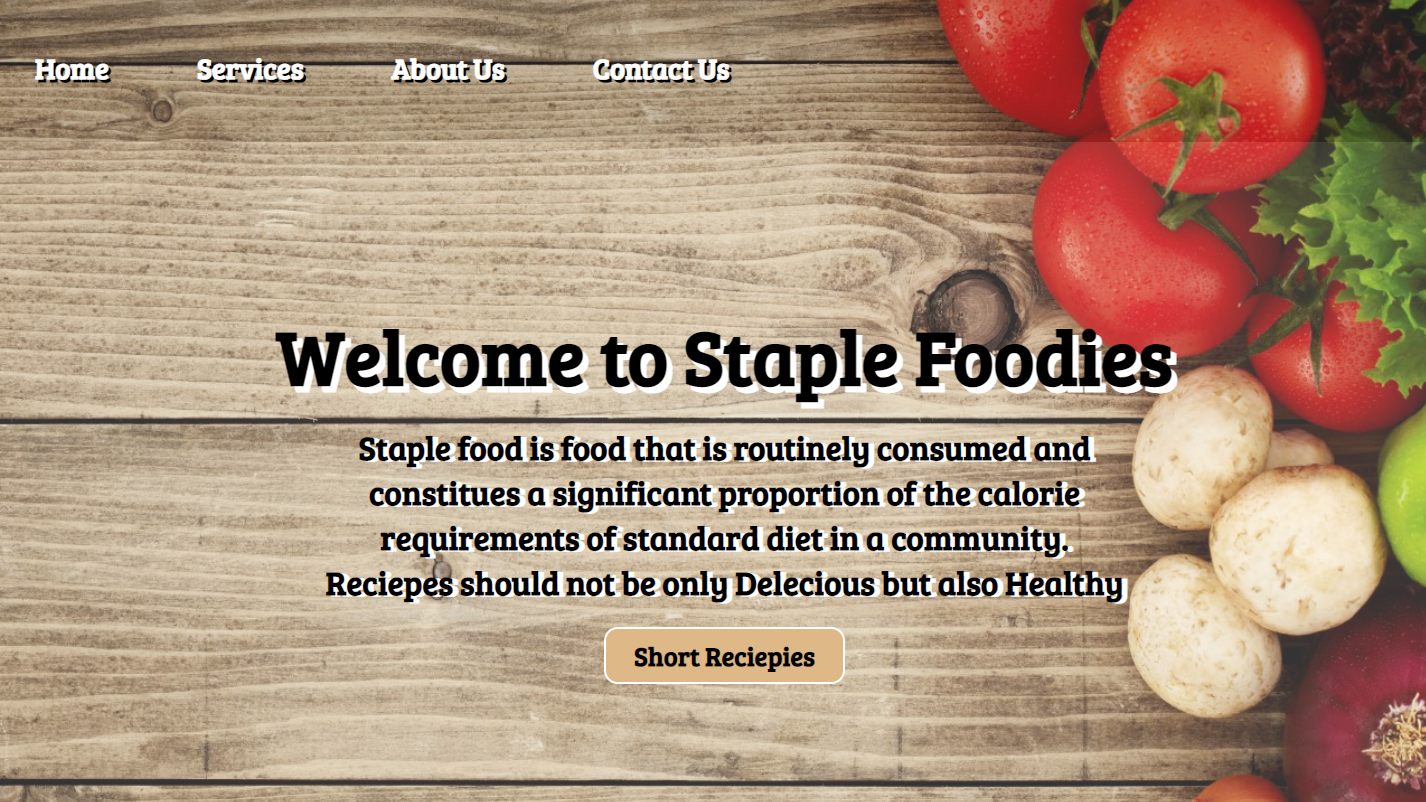 Home Services About Us Contact Us
Welcome to Staple Foodies
Staple food is food that is routinely consumed and
constitues a significant proportion of the calorie
requirements of standard diet in a community.
Reciepes should not be only Delecious but also Healthy
Short Reciepies